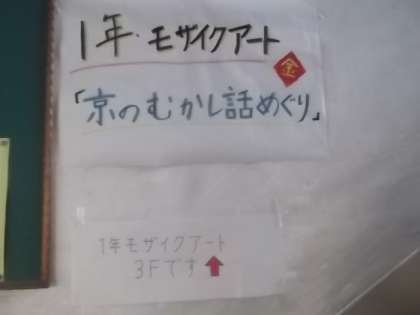 1年・モザイクアート
金
「京のむかし話めぐり」
1年モザイクアート
3Fです↑